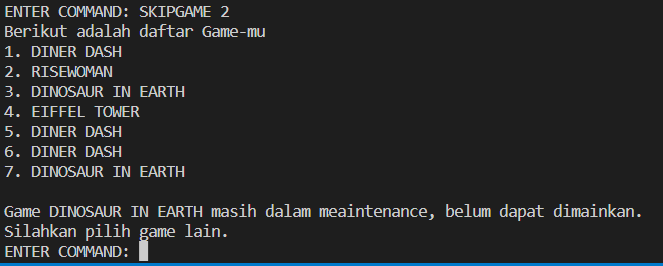 ENTER COMMAND: SKIPGAME 2
Berikut adalah daftar Game-mu
1. DINER DASH
2. RISEWOMAN
3. DINOSAUR IN EARTH
4. EIFFEL TOWER
5. DINER DASH
6. DINER DASH
7. DINOSAUR IN EARTH
Game DINOSAUR IN EARTH masih dalam meaintenance, belum dapat dimainkan.
Silahkan pilih game lain.
ENTER COMMAND: